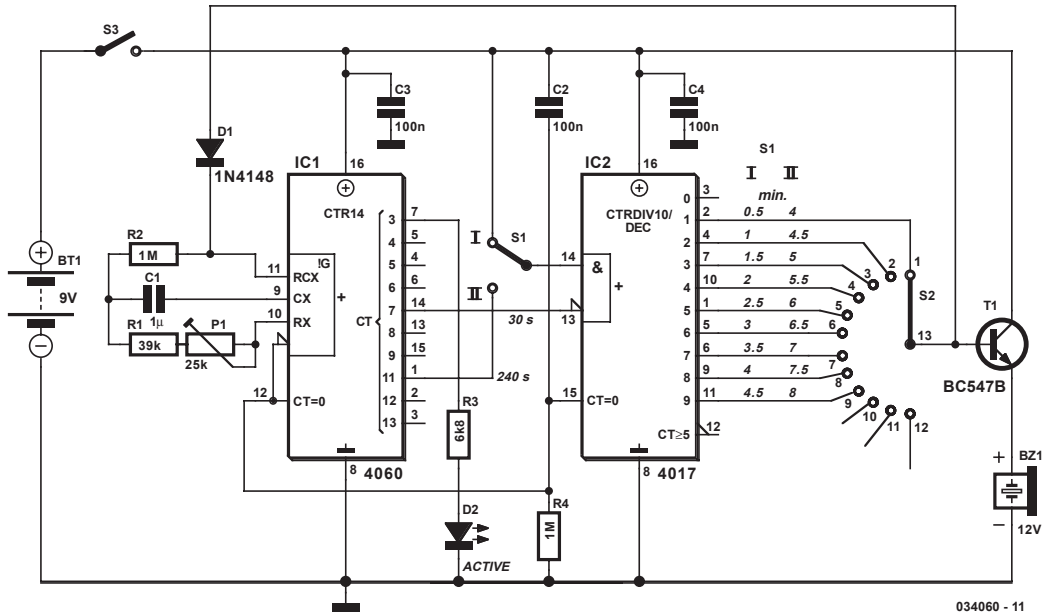 S3
D1
1N4148
C3
100n
C2
100n
C4
100n
BT1
9V
R2
1M
C1
1µ
R1
39k
P1
25k
IC1
16
CTR14
!G
+
CT
11 RCX
9 CX
10 RX
12 CT=0
3 7
4 5
5 4
6 6
7 14
8 13
9 15
11 1
12 2
13 3
8
4060
I
S1
II
30 s
240 s
R3
6k8
D2
ACTIVE
R4
1M
IC2
16
CTRDIV10/
DEC
14 &
+
13
15 CT=0
S1
I II
min.
0 3
1 2 0.5 4
2 4 1 4.5
3 7 1.5 5
4 10 2 5.5
5 1 2.5 6
6 5 3 6.5
7 6 3.5 7
8 9 4 7.5
9 11 4.5 8
CT≥5 12
8
4017
1
2
3
4
5
6
7
8
9
10
11
12
S2
13
T1
BC547B
+
BZ1
−
12V
034060 - 11